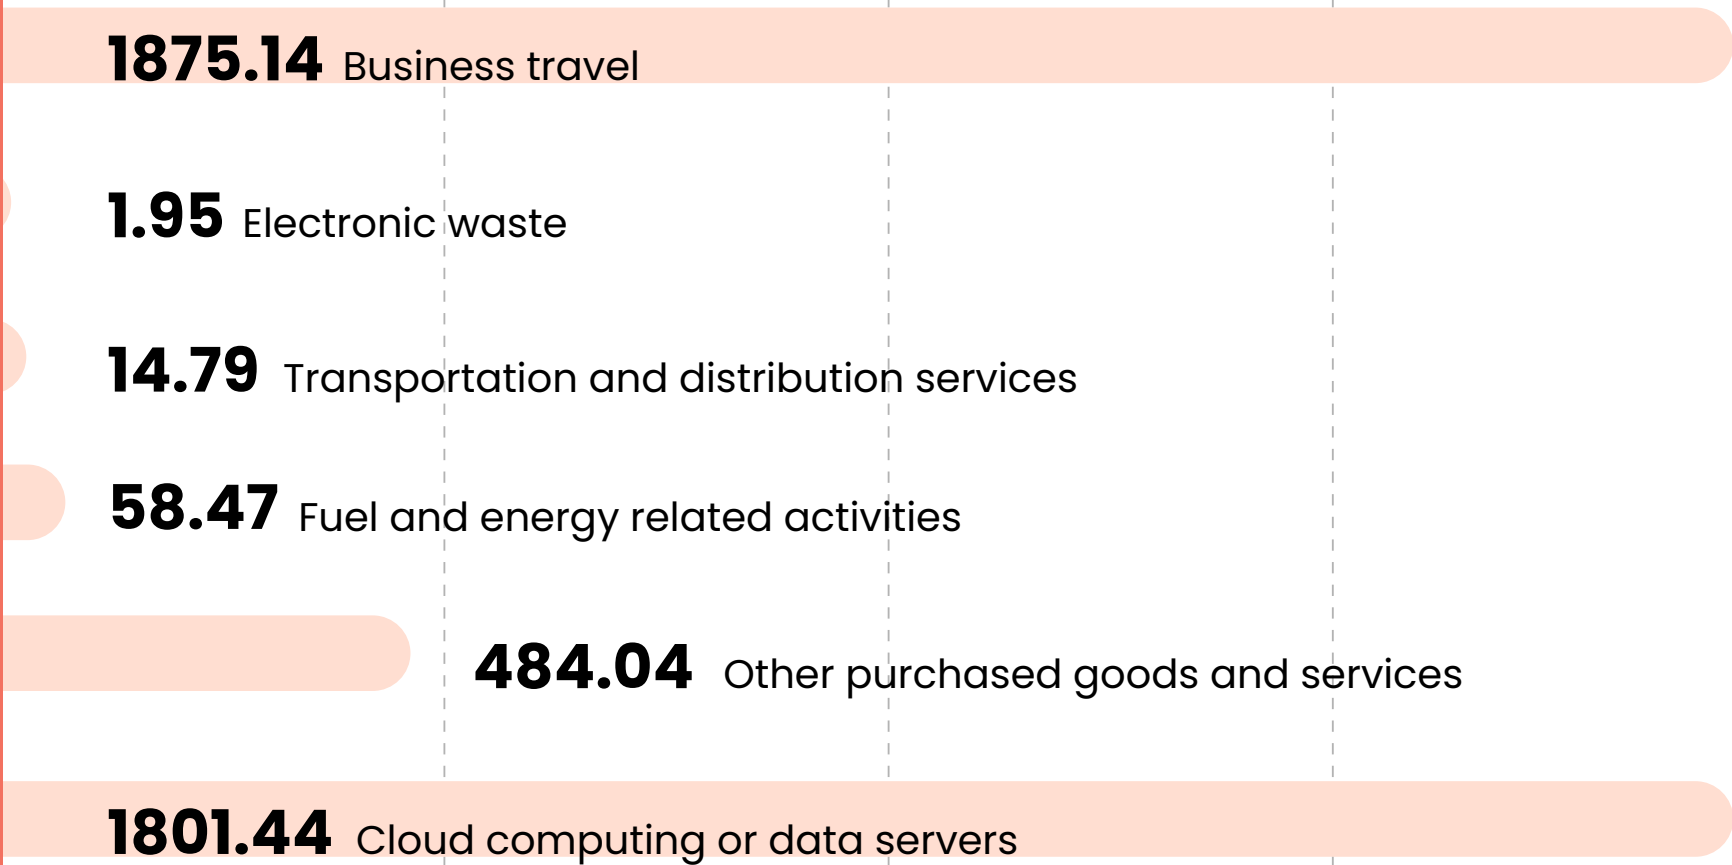 1875.14 Business travel
1.95 Electronic waste
14.79 Transportation and distribution services
58.47 Fuel and energy related activities
484.04 Other purchased goods and services
1801.44 Cloud computing or data servers